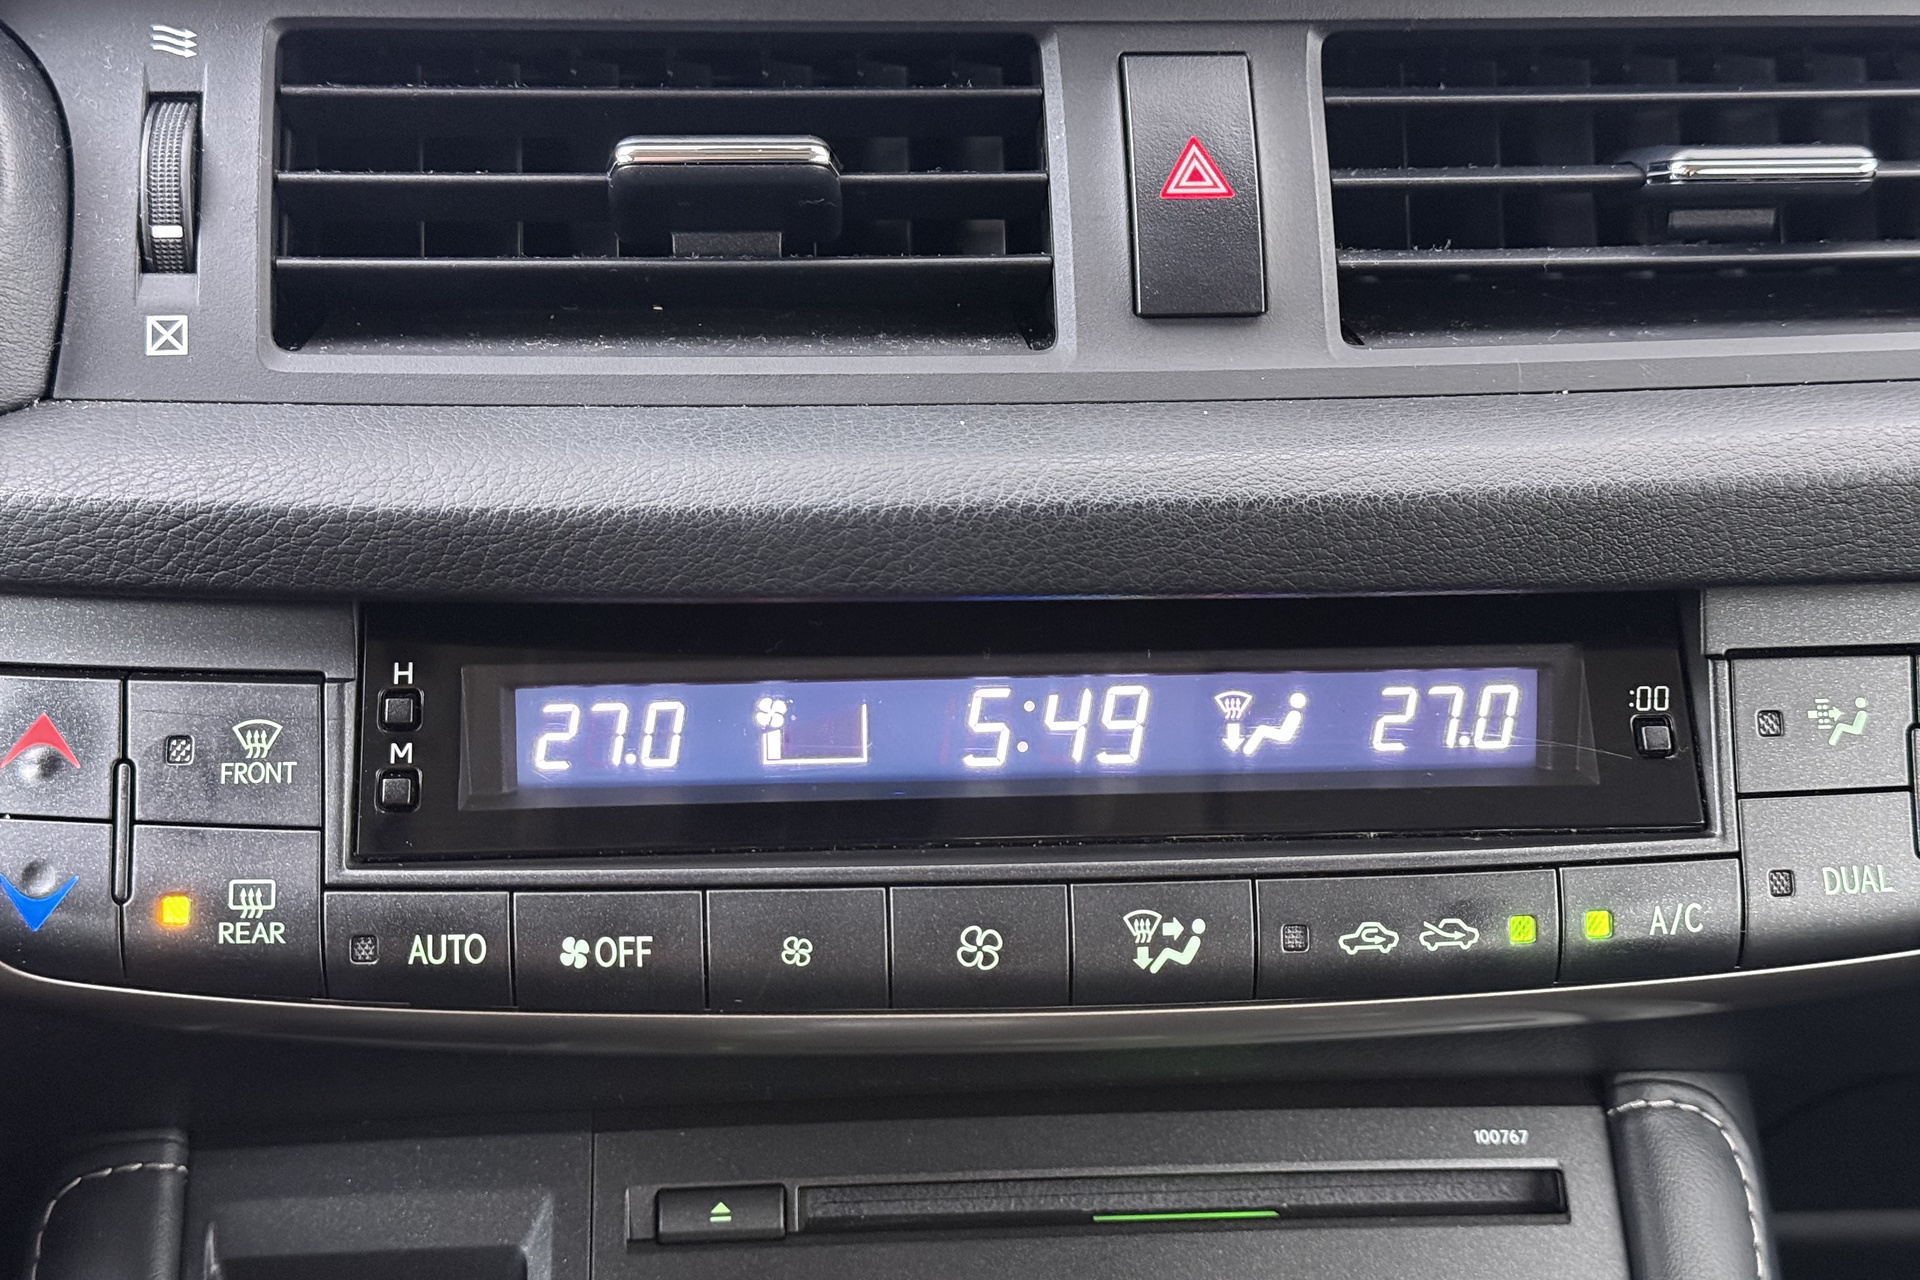 H
M
:00
27.0 5:49 27.0
FRONT
REAR
AUTO
OFF
A/C
DUAL
100767